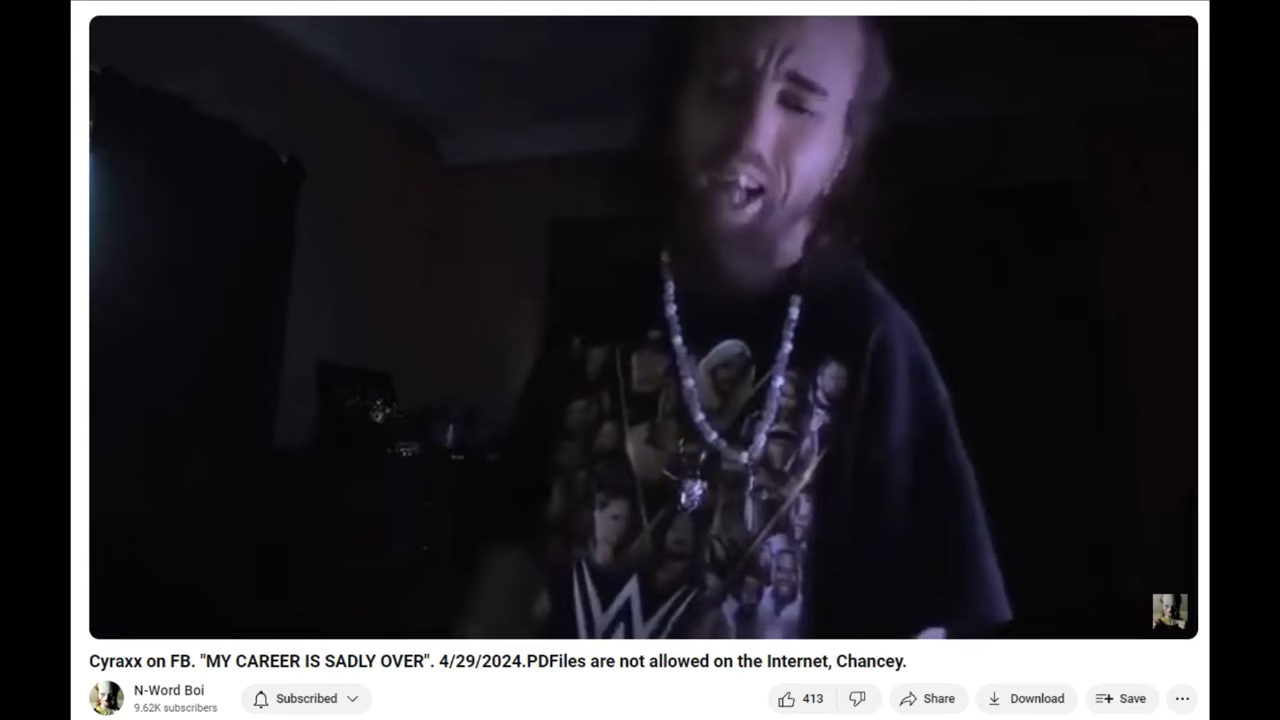 W
Cyraxx on FB. "MY CAREER IS SADLY OVER". 4/29/2024.PDFiles are not allowed on the Internet, Chancey.
N-Word Boi
9.62K subscribers
Subscribed
413
Share
Download
Save